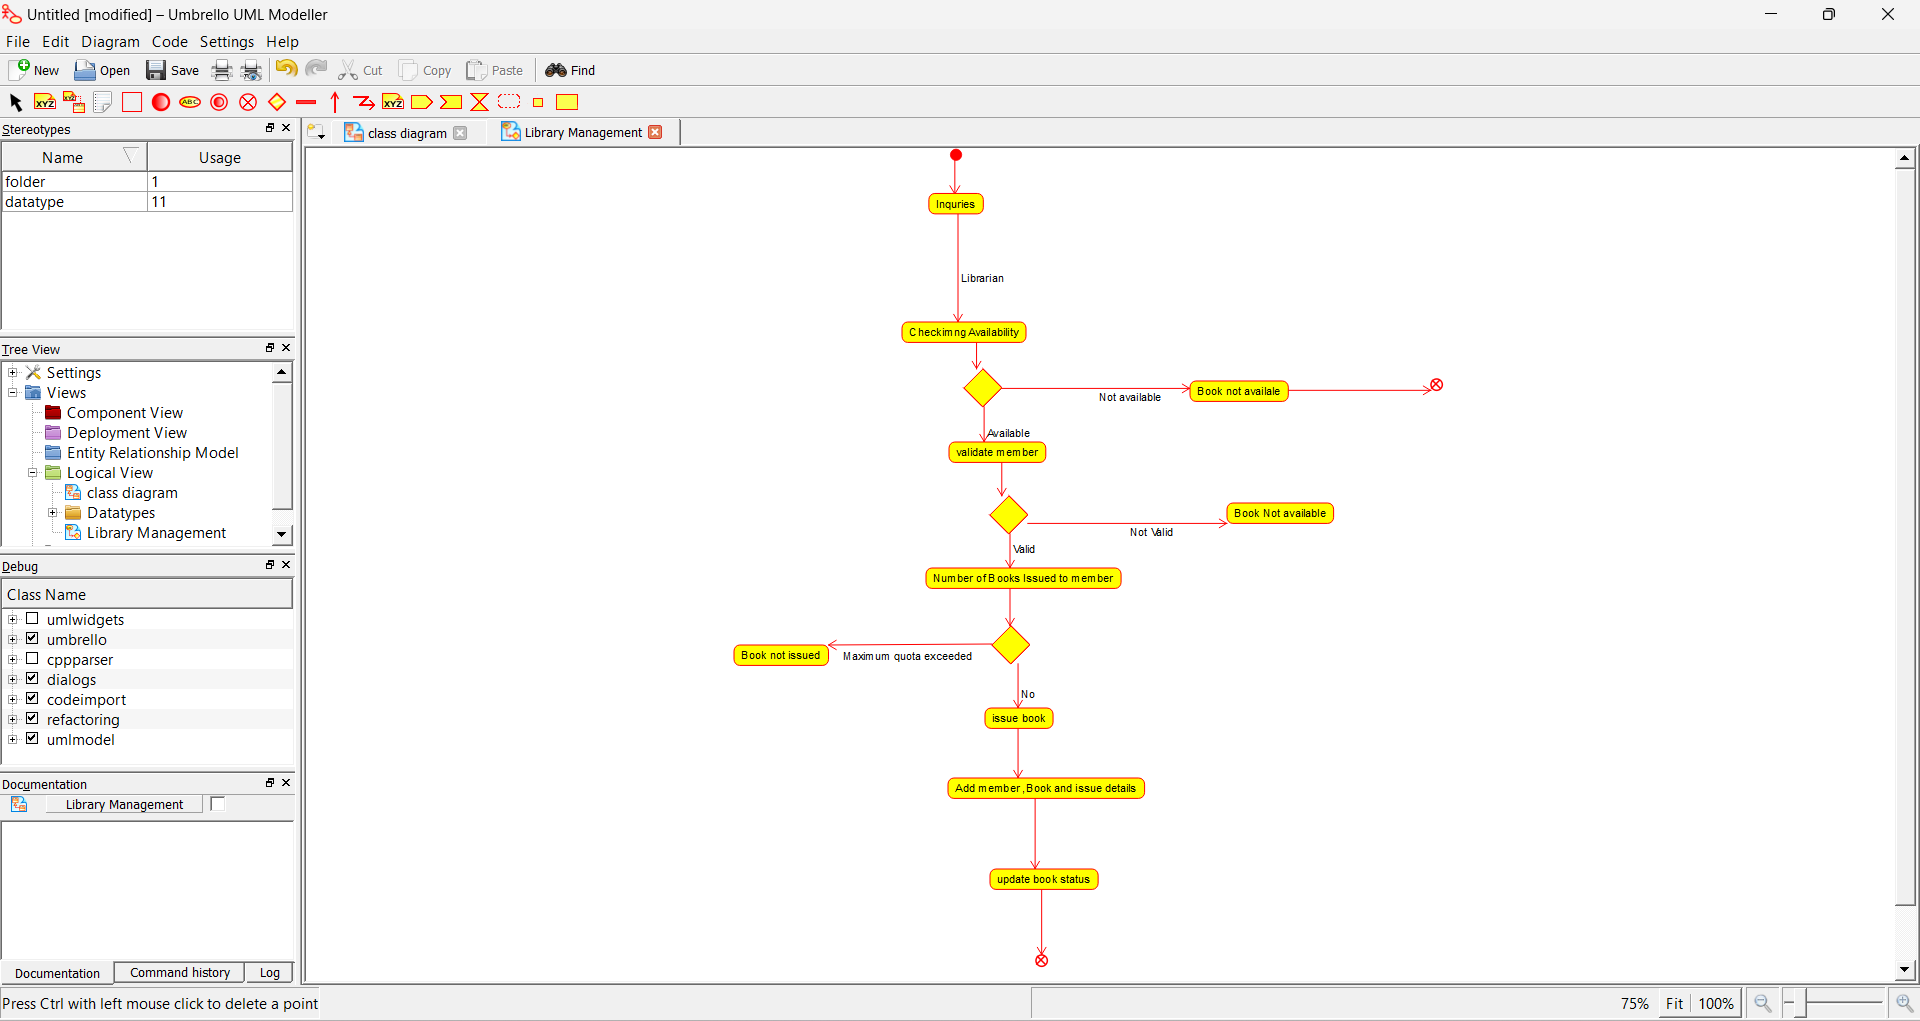 Untitled [modified] – Umbrello UML Modeller
File Edit Diagram Code Settings Help
New Open Save Cut Copy Paste Find
XYZ XYZ ABC XYZ
Stereotypes
Name Usage
folder 1
datatype 11
Tree View
Settings
Views
Component View
Deployment View
Entity Relationship Model
Logical View
class diagram
Datatypes
Library Management
Debug
Class Name
umlwidgets
umbrello
cppparser
dialogs
codeimport
refactoring
umlmodel
Documentation
Library Management
Documentation Command history Log
class diagram Library Management
Inquries
Librarian
Checkimng Availability
Not available
Book not availale
Available
validate member
Not Valid
Book Not available
Valid
Number of Books Issued to member
Book not issued
Maximum quota exceeded
No
issue book
Add member ,Book and issue details
update book status
Press Ctrl with left mouse click to delete a point
75% Fit 100%